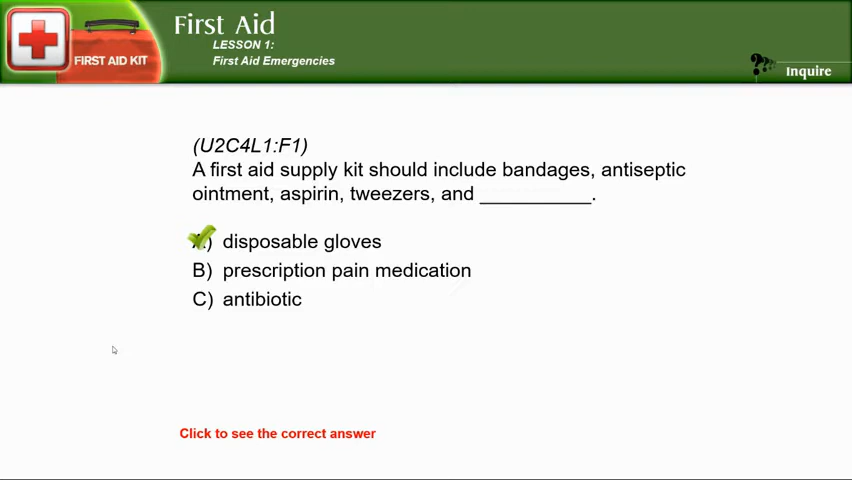 First Aid
LESSON 1:
First Aid Emergencies
FIRST AID KIT
Inquire
(U2C4L1:F1)
A first aid supply kit should include bandages, antiseptic
ointment, aspirin, tweezers, and __________.
A) disposable gloves
B) prescription pain medication
C) antibiotic
Click to see the correct answer